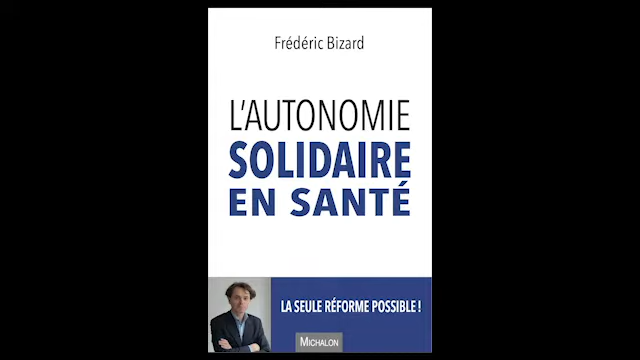 Frédéric Bizard
L'AUTONOMIE
SOLIDAIRE
EN SANTÉ
LA SEULE RÉFORME POSSIBLE !
MICHALON